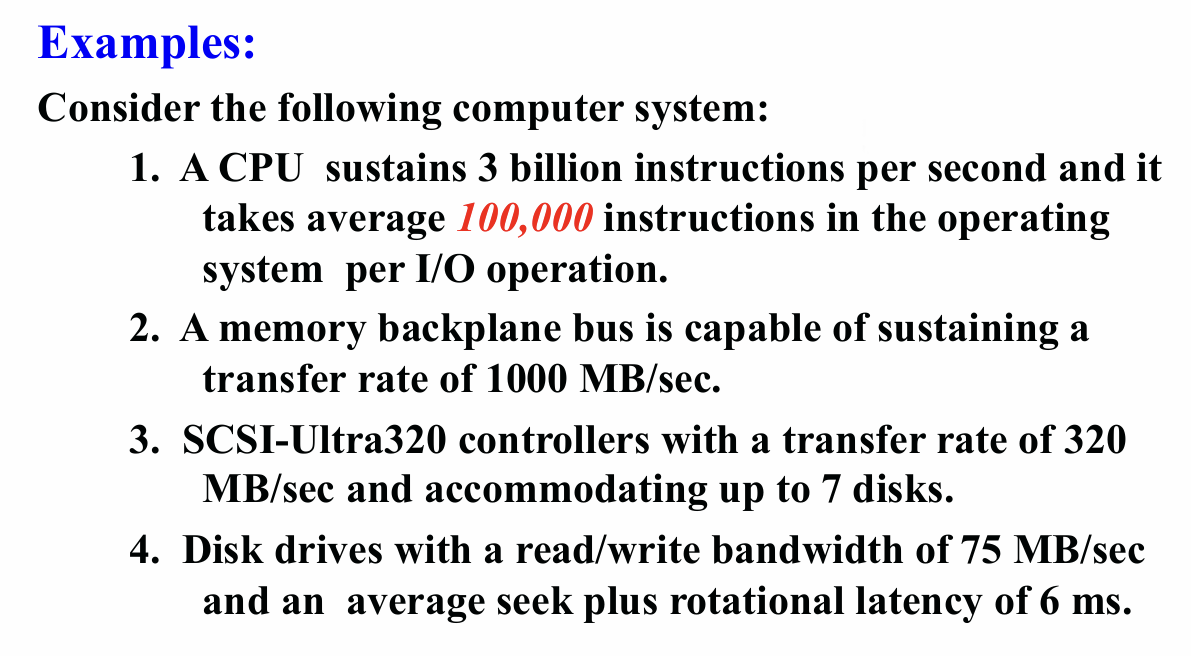 Examples:
Consider the following computer system:
1. A CPU sustains 3 billion instructions per second and it
takes average 100,000 instructions in the operating
system per I/O operation.
2. A memory backplane bus is capable of sustaining a
transfer rate of 1000 MB/sec.
3. SCSI-Ultra320 controllers with a transfer rate of 320
MB/sec and accommodating up to 7 disks.
4. Disk drives with a read/write bandwidth of 75 MB/sec
and an average seek plus rotational latency of 6 ms.